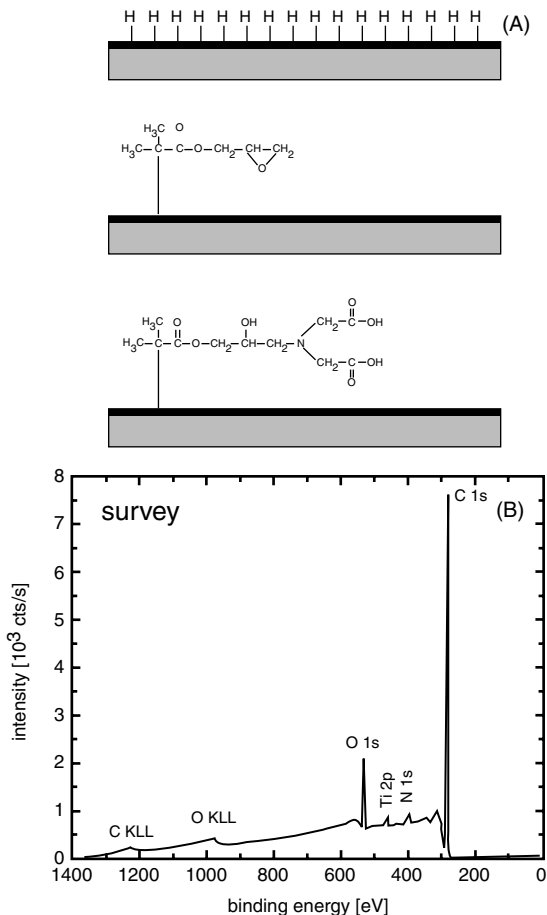 H H H H H H H H H H H H H H H H (A)
H₃C O
H₃C C C O CH₂ CH CH₂
O
O
CH₂ C OH
H₃C O OH
H₃C C C O CH₂ CH CH₂ N
CH₂ C OH
O
survey (B)
C 1s
O 1s
Ti 2p
N 1s
O KLL
C KLL
intensity [10³ cts/s]
8
7
6
5
4
3
2
1
0
1400 1200 1000 800 600 400 200 0
binding energy [eV]